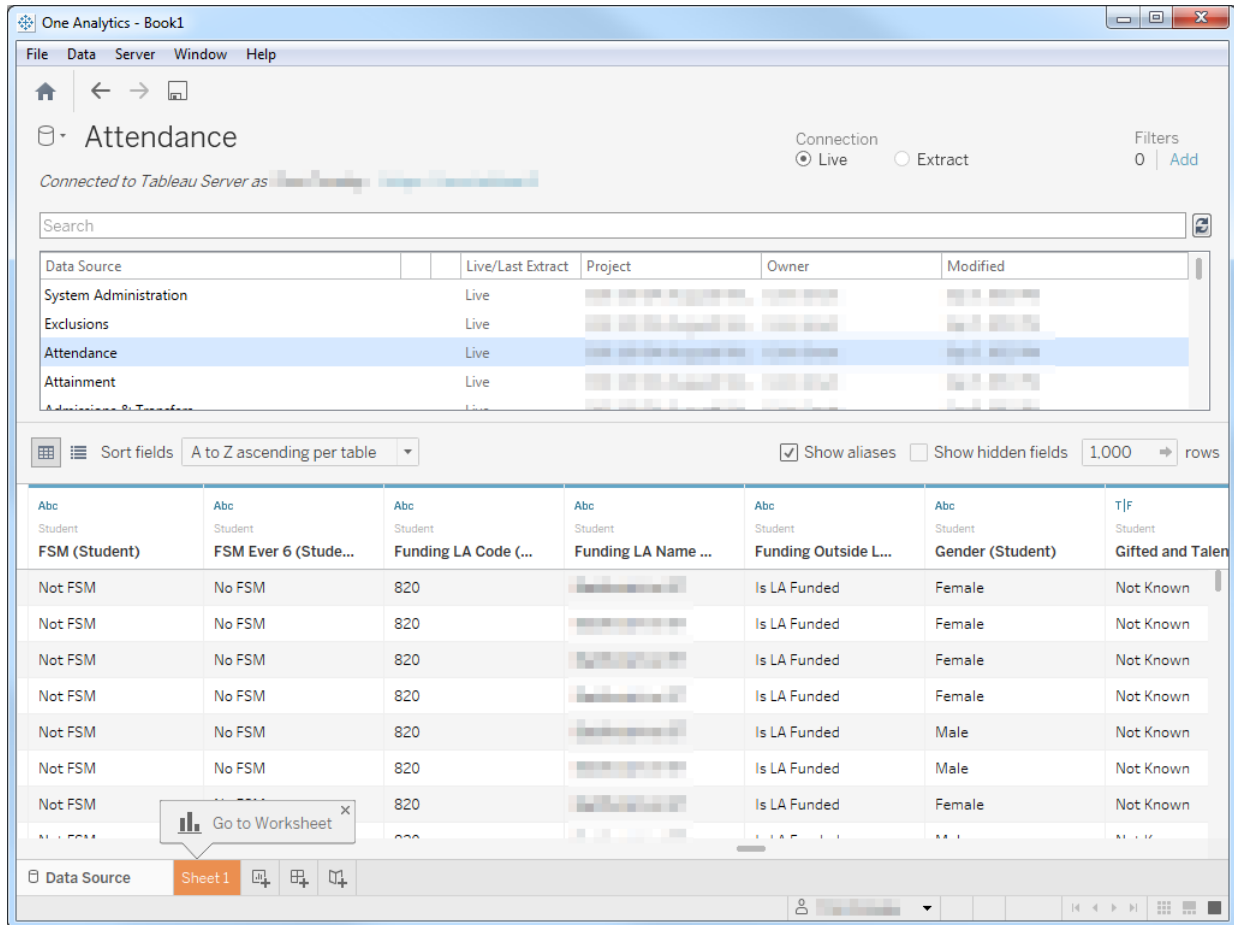 One Analytics - Book1
File Data Server Window Help
Attendance
Connection
Filters
Live Extract
0 Add
Connected to Tableau Server as
Search
Data Source Live/Last Extract Project Owner Modified
System Administration Live
Exclusions Live
Attendance Live
Attainment Live
Admissions & Transfers Live
Sort fields A to Z ascending per table Show aliases Show hidden fields 1,000 rows
Abc Abc Abc Abc Abc Abc T|F
Student Student Student Student Student Student Student
FSM (Student) FSM Ever 6 (Stude... Funding LA Code (... Funding LA Name ... Funding Outside L... Gender (Student) Gifted and Talen
Not FSM No FSM 820 Is LA Funded Female Not Known
Not FSM No FSM 820 Is LA Funded Female Not Known
Not FSM No FSM 820 Is LA Funded Female Not Known
Not FSM No FSM 820 Is LA Funded Female Not Known
Not FSM No FSM 820 Is LA Funded Male Not Known
Not FSM No FSM 820 Is LA Funded Male Not Known
Not FSM 820 Is LA Funded Female Not Known
Go to Worksheet
Data Source Sheet 1